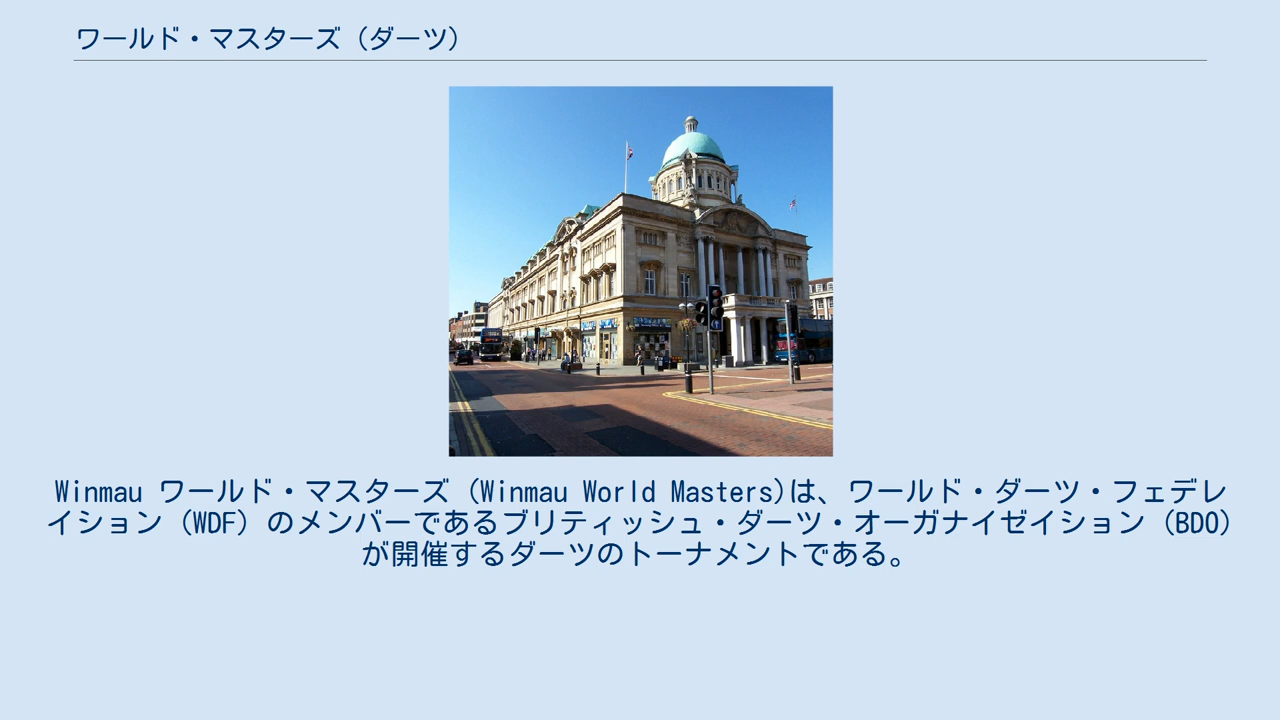 ワールド・マスターズ（ダーツ）
Winmau ワールド・マスターズ（Winmau World Masters)は、ワールド・ダーツ・フェデレ
イション（WDF）のメンバーであるブリティッシュ・ダーツ・オーガナイゼイション（BDO）
が開催するダーツのトーナメントである。